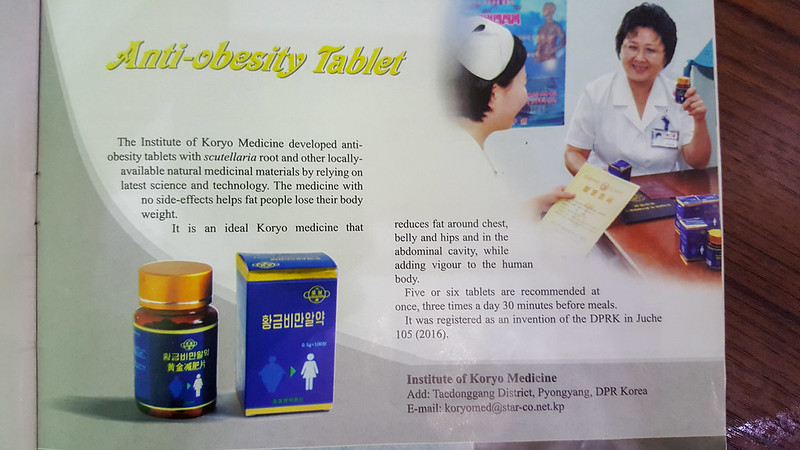 Anti-obesity Tablet
The Institute of Koryo Medicine developed anti-
obesity tablets with scutellaria root and other locally-
available natural medicinal materials by relying on
latest science and technology. The medicine with
no side-effects helps fat people lose their body
weight.
It is an ideal Koryo medicine that
reduces fat around chest,
belly and hips and in the
abdominal cavity, while
adding vigour to the human
body.
Five or six tablets are recommended at
once, three times a day 30 minutes before meals.
It was registered as an invention of the DPRK in Juche
105 (2016).
황금비만알약
黄金减肥片
황금비만알약
0.5g×100알
Institute of Koryo Medicine
Add: Taedonggang District, Pyongyang, DPR Korea
E-mail: koryomed@star-co.net.kp